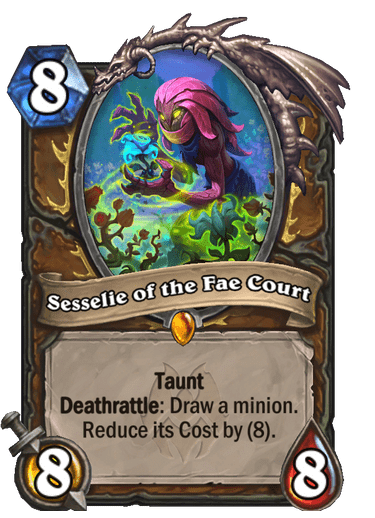 8
Sesselie of the Fae Court
Taunt
Deathrattle: Draw a minion.
Reduce its Cost by (8).
8
8